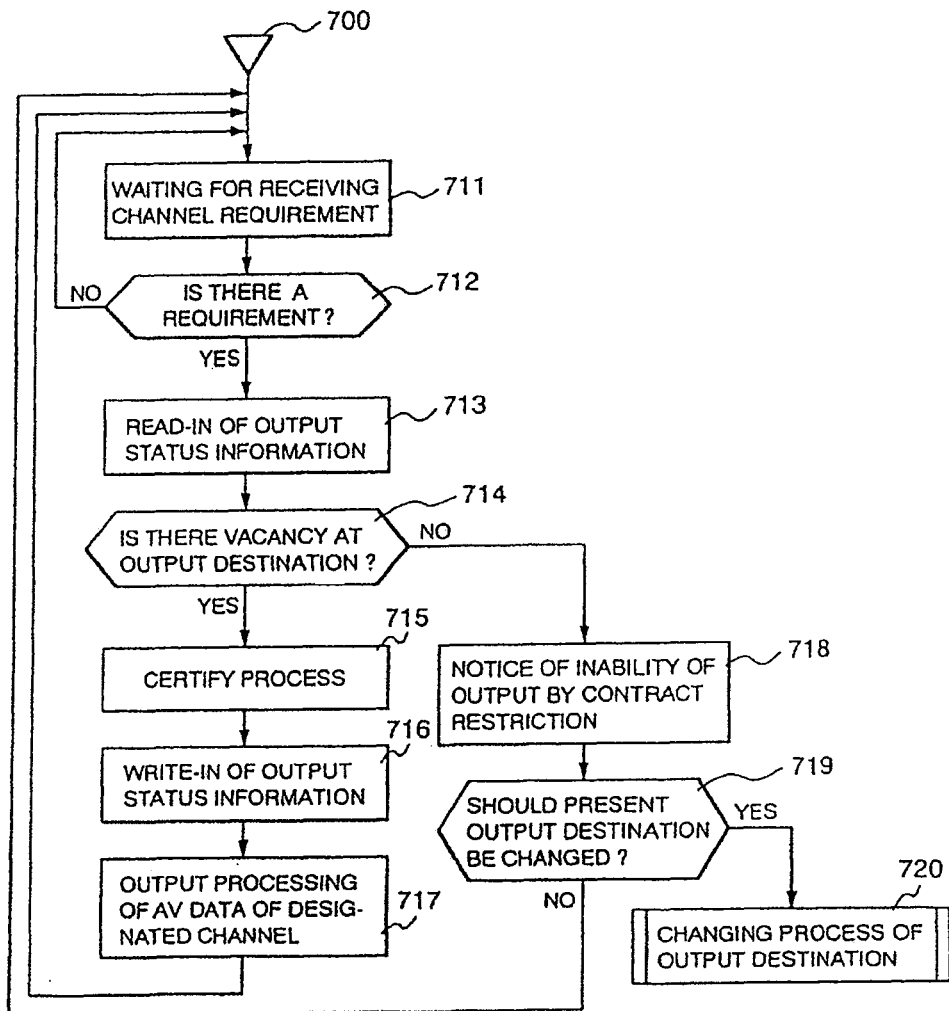 700
WAITING FOR RECEIVING
CHANNEL REQUIREMENT
711
NO
IS THERE A
REQUIREMENT ?
712
YES
READ-IN OF OUTPUT
STATUS INFORMATION
713
IS THERE VACANCY AT
OUTPUT DESTINATION ?
714
NO
YES
CERTIFY PROCESS
715
NOTICE OF INABILITY OF
OUTPUT BY CONTRACT
RESTRICTION
718
WRITE-IN OF OUTPUT
STATUS INFORMATION
716
SHOULD PRESENT
OUTPUT DESTINATION
BE CHANGED ?
719
YES
NO
OUTPUT PROCESSING
OF AV DATA OF DESIG-
NATED CHANNEL
717
CHANGING PROCESS OF
OUTPUT DESTINATION
720